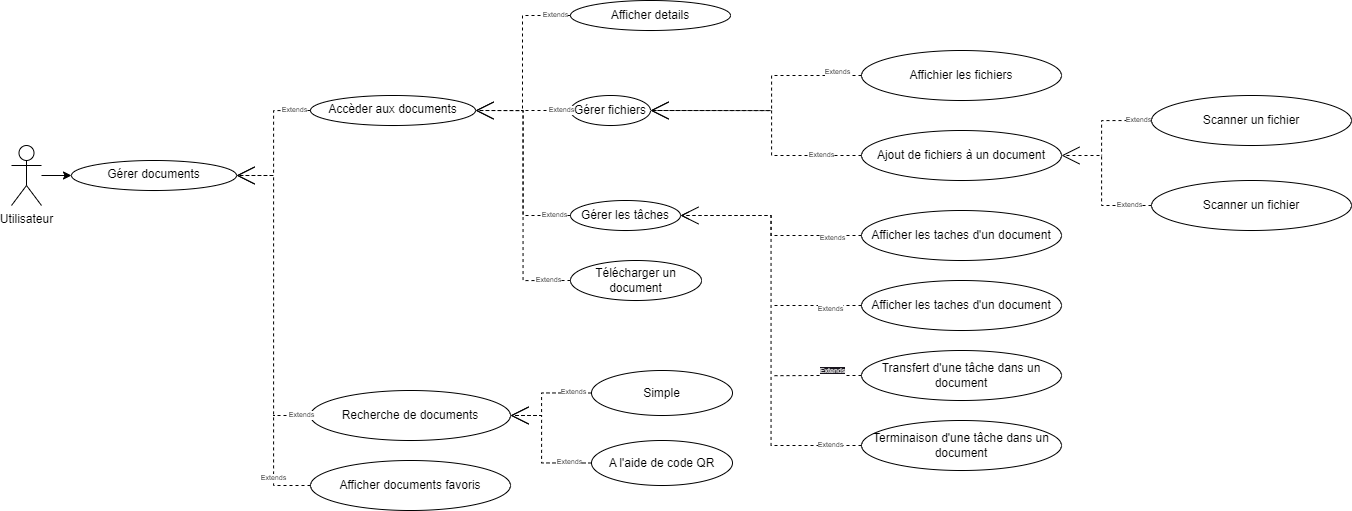 Extends
Afficher details
Extends
Affichier les fichiers
Extends
Accèder aux documents
Extends
Gérer fichiers
Extends
Scanner un fichier
Extends
Ajout de fichiers à un document
Utilisateur
Gérer documents
Extends
Scanner un fichier
Extends
Gérer les tâches
Extends
Afficher les taches d'un document
Extends
Télécharger un
document
Extends
Afficher les taches d'un document
Extends
Transfert d'une tâche dans un
document
Extends
Simple
Extends
Recherche de documents
Extends
Terminaison d'une tâche dans un
document
Extends
A l'aide de code QR
Extends
Afficher documents favoris